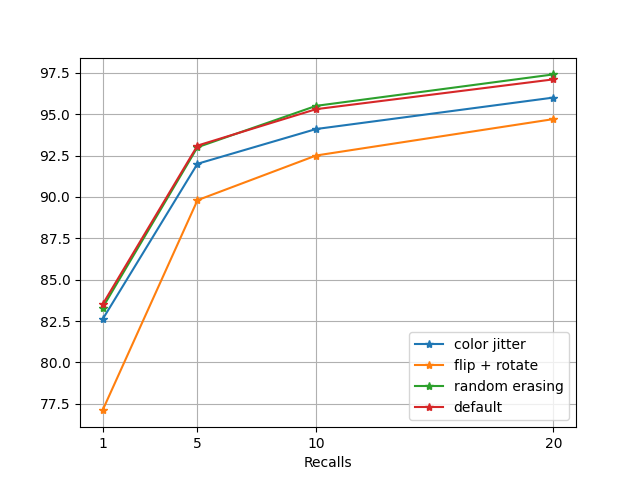 97.5
95.0
92.5
90.0
87.5
85.0
82.5
80.0
77.5
color jitter
flip + rotate
random erasing
default
1 5 10 20
Recalls